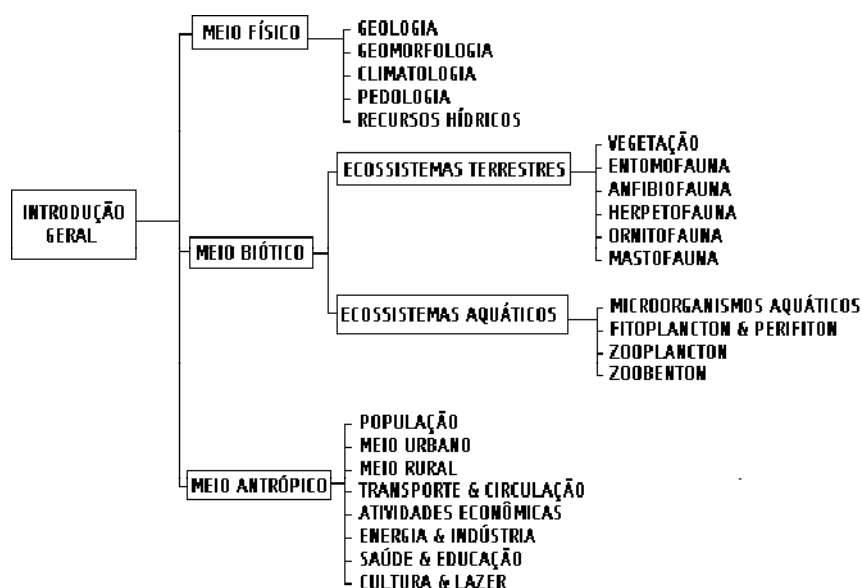 INTRODUÇÃO
GERAL
MEIO FÍSICO
GEOLOGIA
GEOMORFOLOGIA
CLIMATOLOGIA
PEDOLOGIA
RECURSOS HÍDRICOS
MEIO BIÓTICO
ECOSSISTEMAS TERRESTRES
VEGETAÇÃO
ENTOMOFAUNA
ANFIBIOFAUNA
HERPETOFAUNA
ORNITOFAUNA
MASTOFAUNA
ECOSSISTEMAS AQUÁTICOS
MICROORGANISMOS AQUÁTICOS
FITOPLANCTON & PERIFITON
ZOOPLANCTON
ZOOBENTON
MEIO ANTRÓPICO
POPULAÇÃO
MEIO URBANO
MEIO RURAL
TRANSPORTE & CIRCULAÇÃO
ATIVIDADES ECONÔMICAS
ENERGIA & INDÚSTRIA
SAÚDE & EDUCAÇÃO
CULTURA & LAZER